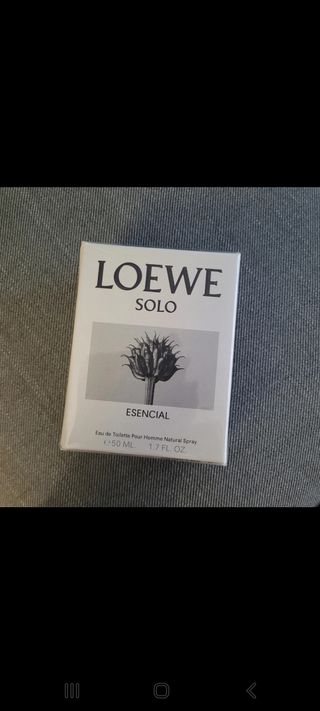 LOEWE
SOLO
ESENCIAL
Eau de Toilette Pour Homme Natural Spray
℮50 ML 1.7 FL. OZ.